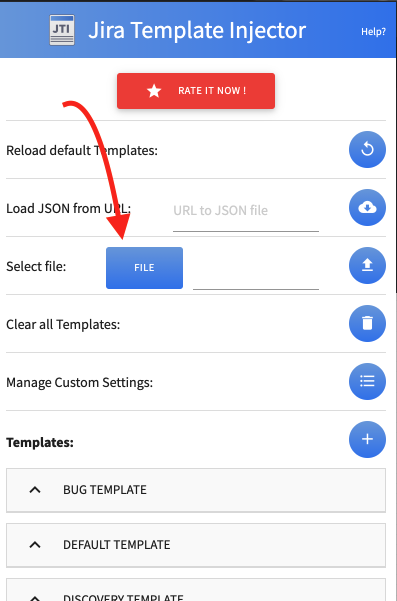 JTI
Jira Template Injector
Help?
RATE IT NOW !
Reload default Templates:
Load JSON from URL:
URL to JSON file
Select file:
FILE
Clear all Templates:
Manage Custom Settings:
Templates:
BUG TEMPLATE
DEFAULT TEMPLATE
DISCOVERY TEMPLATE